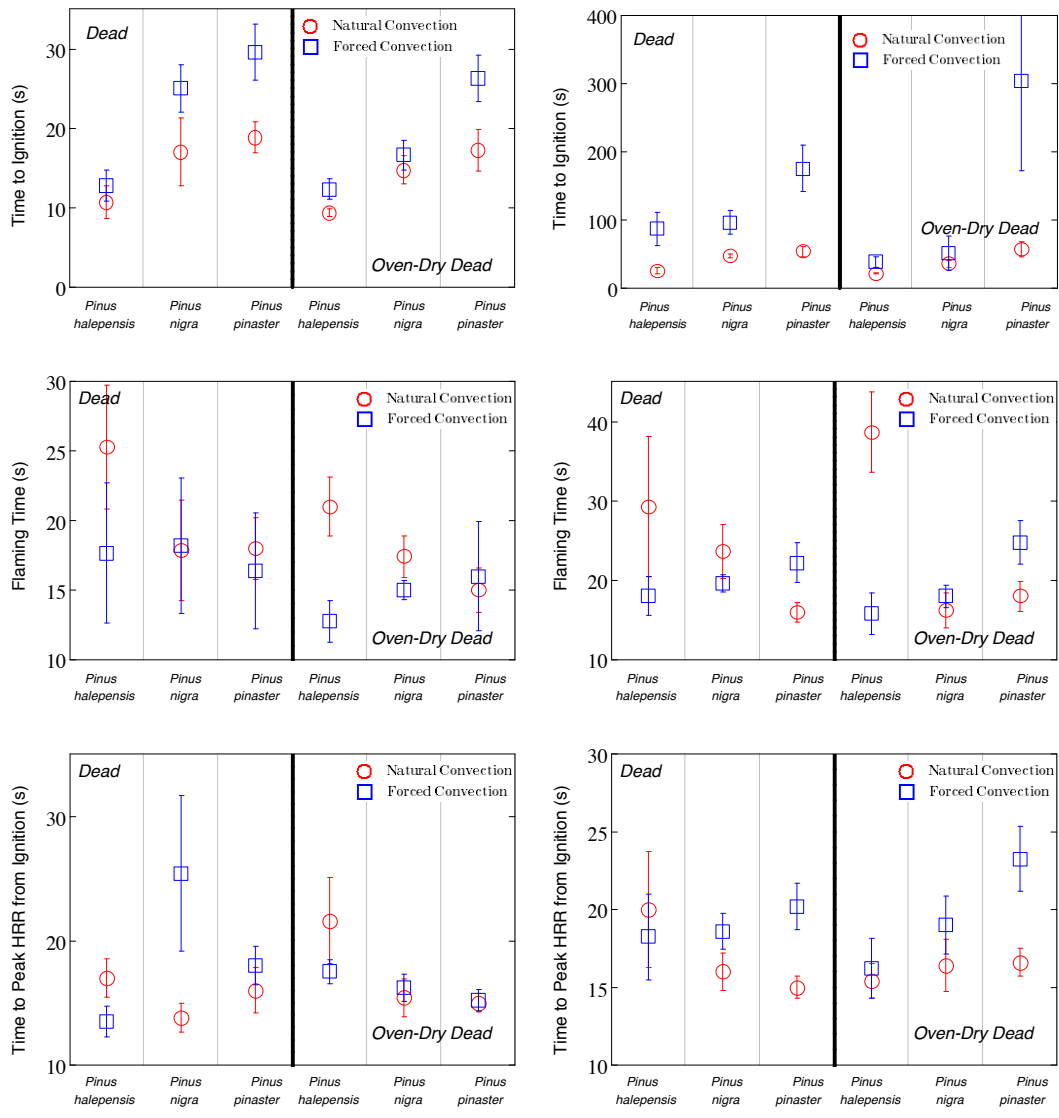 Time to Ignition (s)
30
20
10
0
Dead
Natural Convection
Forced Convection
Oven-Dry Dead
Pinus halepensis
Pinus nigra
Pinus pinaster
Pinus halepensis
Pinus nigra
Pinus pinaster
Time to Ignition (s)
400
300
200
100
0
Dead
Natural Convection
Forced Convection
Oven-Dry Dead
Pinus halepensis
Pinus nigra
Pinus pinaster
Pinus halepensis
Pinus nigra
Pinus pinaster
Flaming Time (s)
30
25
20
15
10
Dead
Natural Convection
Forced Convection
Oven-Dry Dead
Pinus halepensis
Pinus nigra
Pinus pinaster
Pinus halepensis
Pinus nigra
Pinus pinaster
Flaming Time (s)
40
30
20
10
Dead
Natural Convection
Forced Convection
Oven-Dry Dead
Pinus halepensis
Pinus nigra
Pinus pinaster
Pinus halepensis
Pinus nigra
Pinus pinaster
Time to Peak HRR from Ignition (s)
30
20
10
Dead
Natural Convection
Forced Convection
Oven-Dry Dead
Pinus halepensis
Pinus nigra
Pinus pinaster
Pinus halepensis
Pinus nigra
Pinus pinaster
Time to Peak HRR from Ignition (s)
30
25
20
15
10
Dead
Natural Convection
Forced Convection
Oven-Dry Dead
Pinus halepensis
Pinus nigra
Pinus pinaster
Pinus halepensis
Pinus nigra
Pinus pinaster